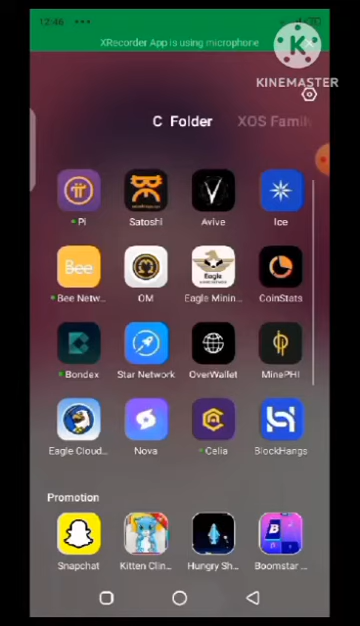 12:46
XRecorder App is using microphone
KINEMASTER
C Folder XOS Famil
Pi Satoshi Avive Ice
Bee
Eagle
Bee Netw... OM Eagle Minin... CoinStats
Bondex Star Network OverWallet MinePHI
Eagle Cloud... Nova Celia BlockHangs
Promotion
Snapchat Kitten Clin... Hungry Sh... Boomstar ...